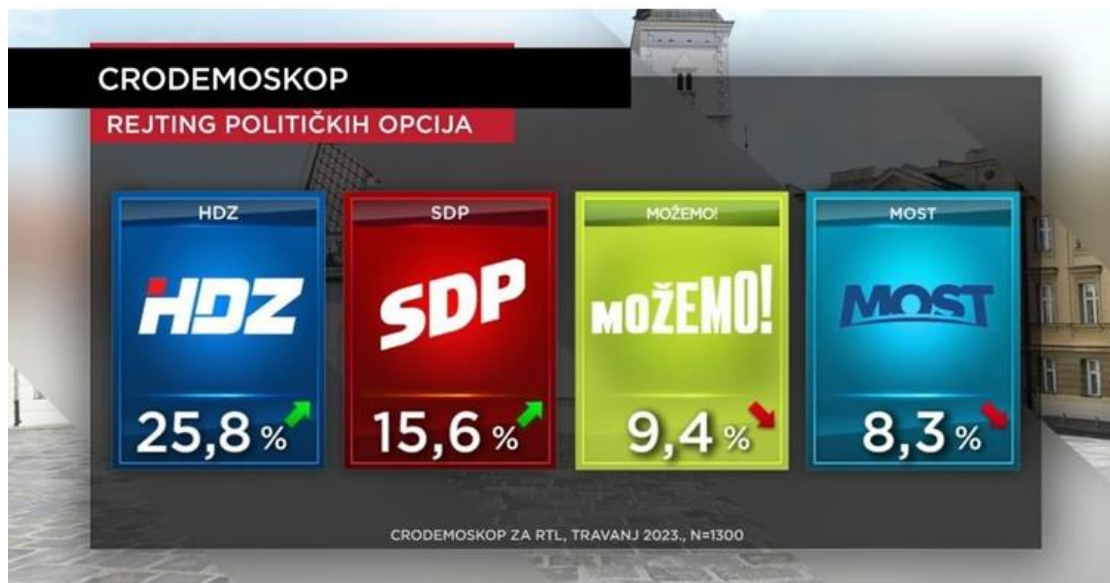 CRODEMOSKOP
REJTING POLITIČKIH OPCIJA
HDZ
HDZ
25,8 %
SDP
SDP
15,6 %
MOŽEMO!
MOŽEMO!
9,4 %
MOST
MOST
8,3 %
CRODEMOSKOP ZA RTL, TRAVANJ 2023., N=1300